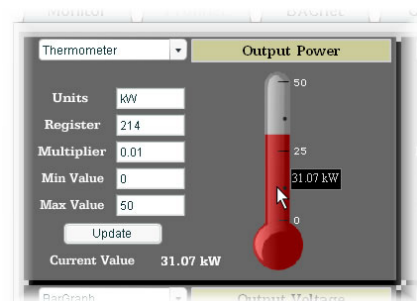 Monitor
BACnet
Thermometer
Output Power
Units kW
Register 214
Multiplier 0.01
Min Value 0
Max Value 50
Update
Current Value 31.07 kW
50
25
31.07 kW
0
BarGraph
Output Voltage